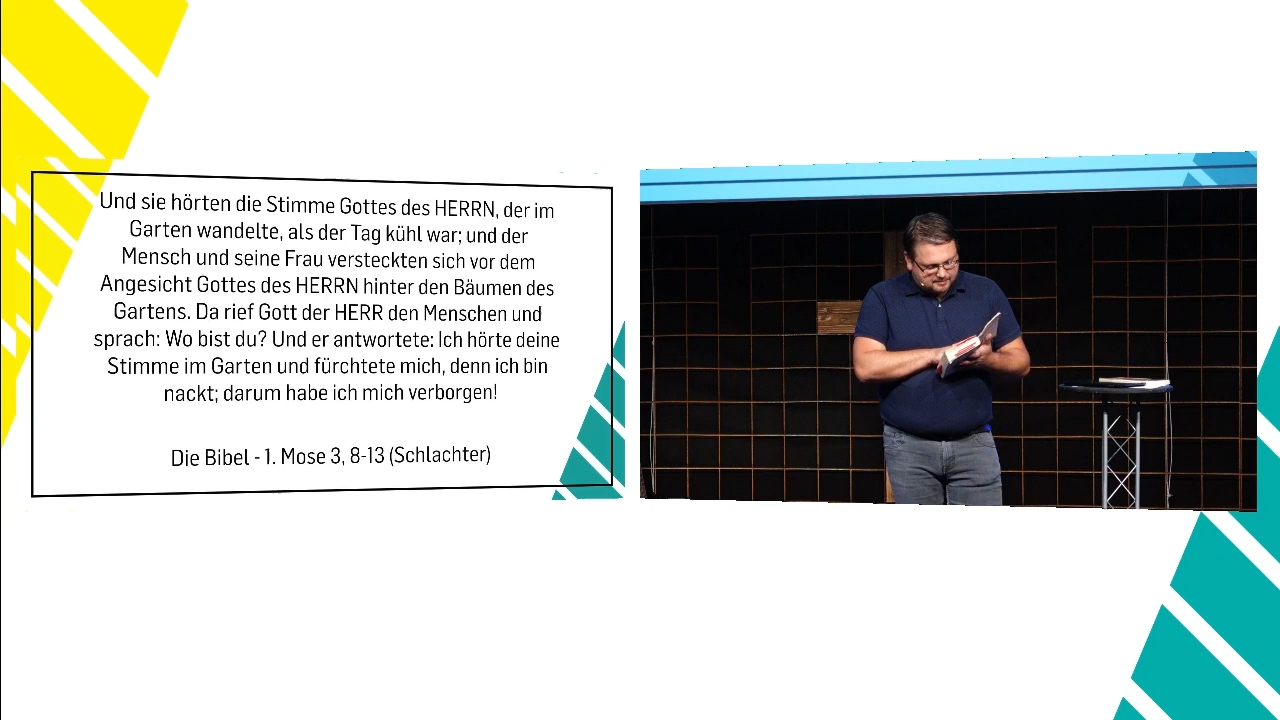 Und sie hörten die Stimme Gottes des HERRN, der im
Garten wandelte, als der Tag kühl war; und der
Mensch und seine Frau versteckten sich vor dem
Angesicht Gottes des HERRN hinter den Bäumen des
Gartens. Da rief Gott der HERR den Menschen und
sprach: Wo bist du? Und er antwortete: Ich hörte deine
Stimme im Garten und fürchtete mich, denn ich bin
nackt; darum habe ich mich verborgen!
Die Bibel - 1. Mose 3, 8-13 (Schlachter)